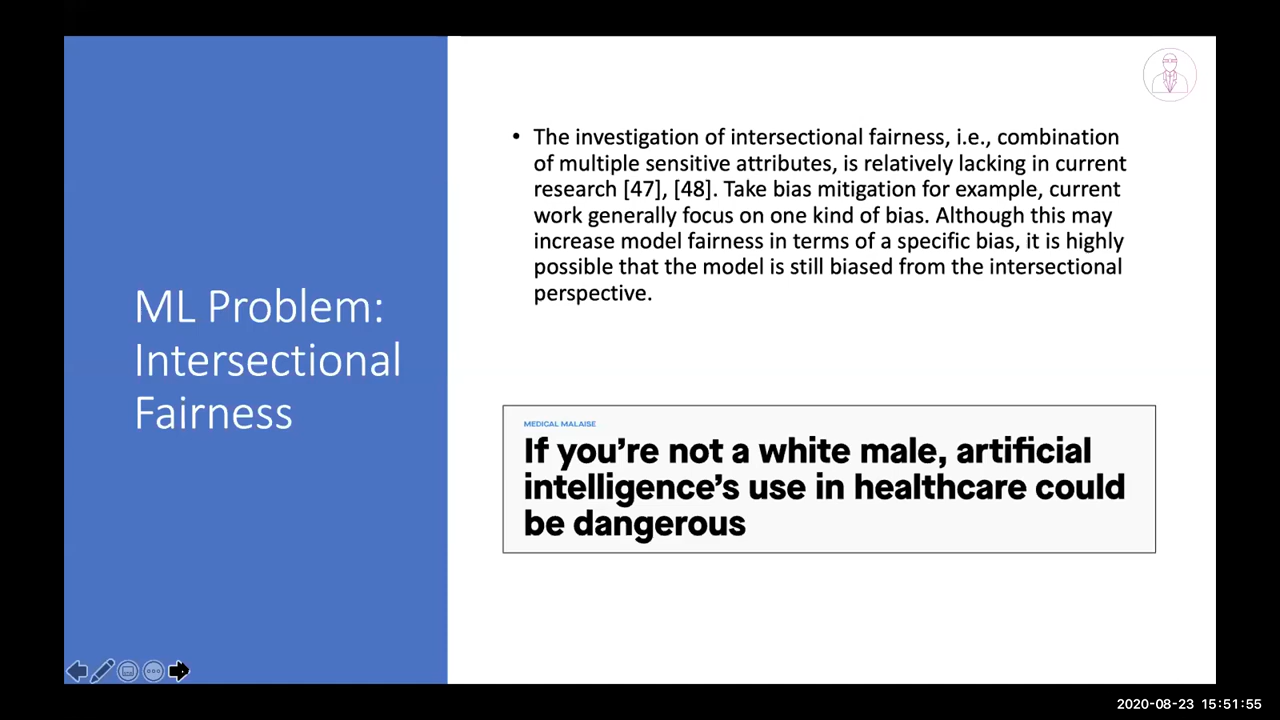 ML Problem:
Intersectional
Fairness
• The investigation of intersectional fairness, i.e., combination
of multiple sensitive attributes, is relatively lacking in current
research [47], [48]. Take bias mitigation for example, current
work generally focus on one kind of bias. Although this may
increase model fairness in terms of a specific bias, it is highly
possible that the model is still biased from the intersectional
perspective.
MEDICAL MALAISE
If you’re not a white male, artificial
intelligence’s use in healthcare could
be dangerous
2020-08-23 15:51:55